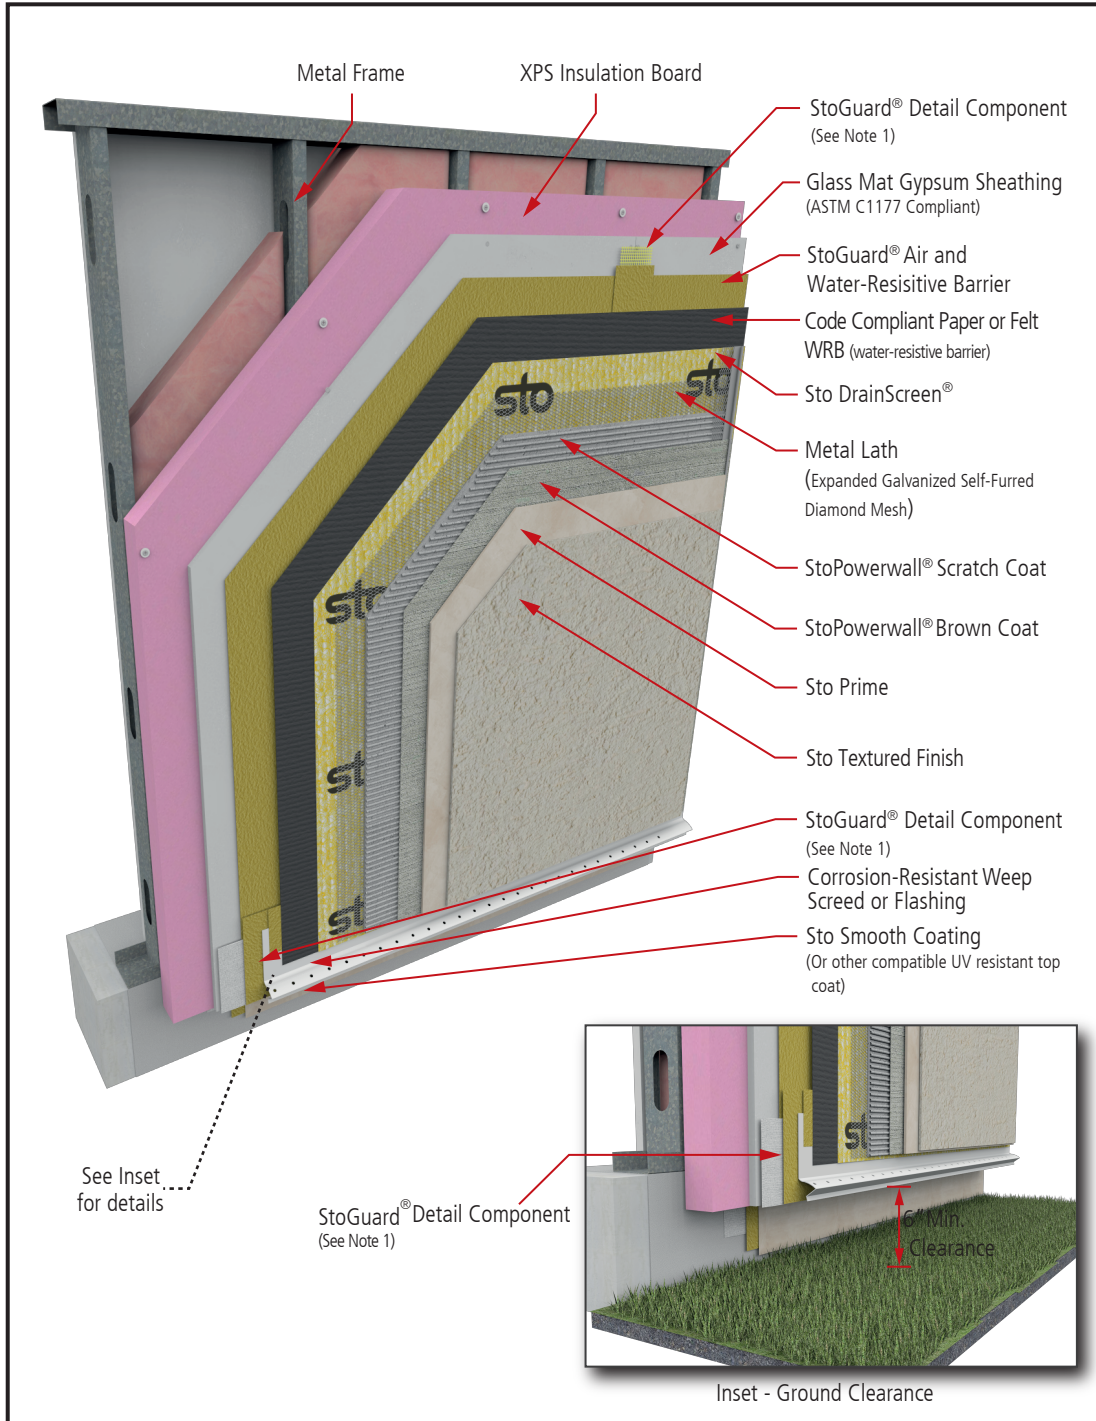 Metal Frame
XPS Insulation Board
StoGuard® Detail Component
(See Note 1)
Glass Mat Gypsum Sheathing
(ASTM C1177 Compliant)
StoGuard® Air and
Water-Resisitive Barrier
Code Compliant Paper or Felt
WRB (water-resistive barrier)
Sto DrainScreen®
Metal Lath
(Expanded Galvanized Self-Furred
Diamond Mesh)
StoPowerwall® Scratch Coat
StoPowerwall® Brown Coat
Sto Prime
Sto Textured Finish
StoGuard® Detail Component
(See Note 1)
Corrosion-Resistant Weep
Screed or Flashing
Sto Smooth Coating
(Or other compatible UV resistant top
coat)
sto
sto
sto
st
st
See Inset
for details
StoGuard® Detail Component
(See Note 1)
st
6" Min.
Clearance
Inset - Ground Clearance